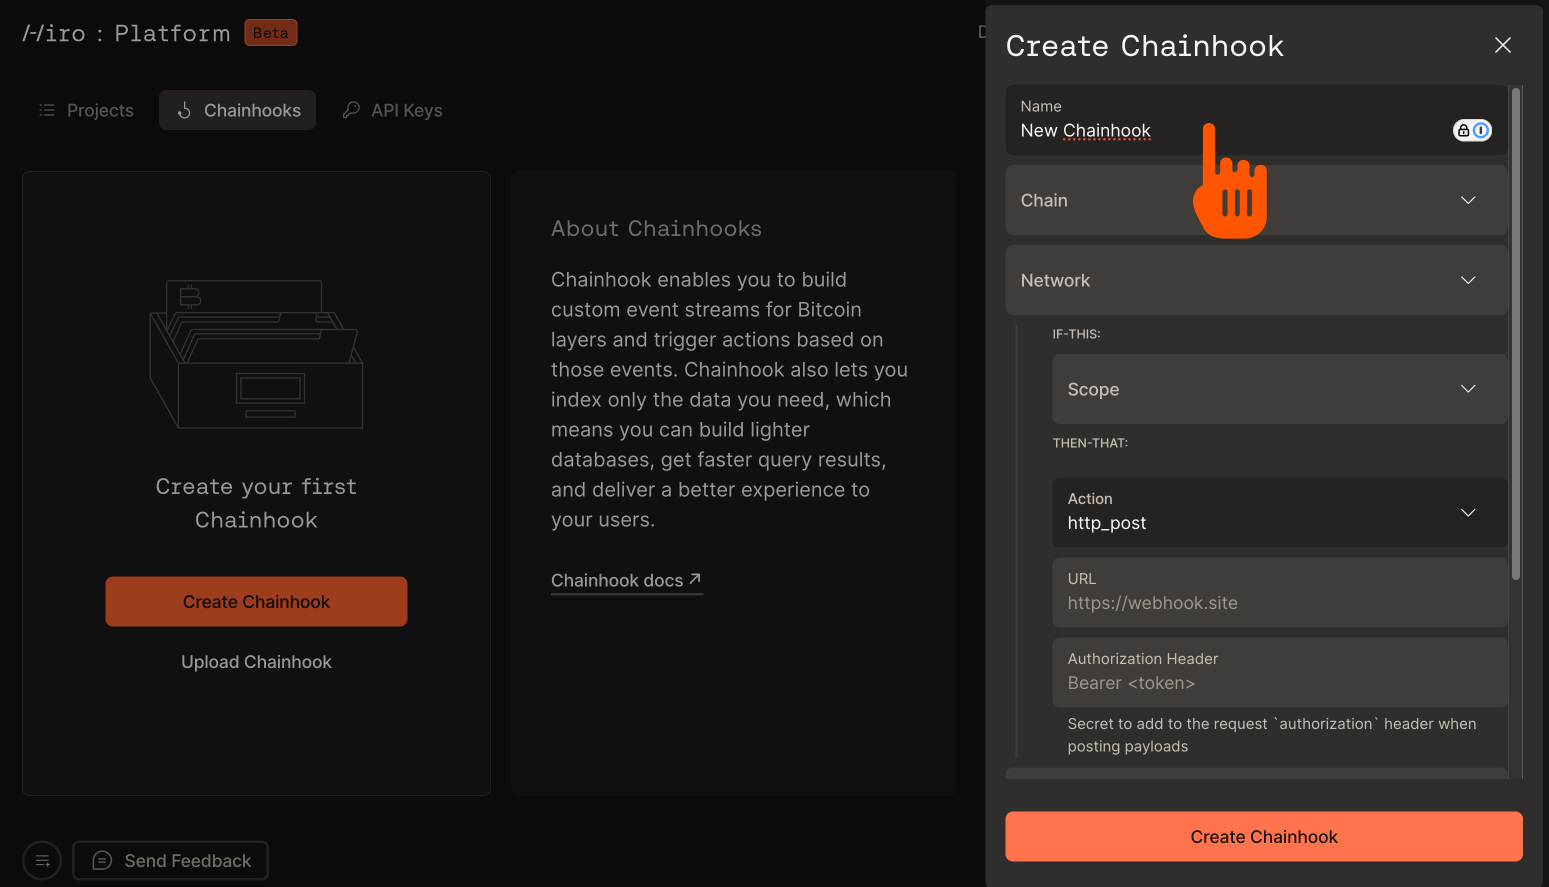 Hiro : Platform
Beta
Projects
Chainhooks
API Keys
Create your first
Chainhook
Create Chainhook
Upload Chainhook
About Chainhooks
Chainhook enables you to build
custom event streams for Bitcoin
layers and trigger actions based on
those events. Chainhook also lets you
index only the data you need, which
means you can build lighter
databases, get faster query results,
and deliver a better experience to
your users.
Chainhook docs
Send Feedback
Create Chainhook
Name
New Chainhook
Chain
Network
IF-THIS:
Scope
THEN-THAT:
Action
http_post
URL
https://webhook.site
Authorization Header
Bearer <token>
Secret to add to the request `authorization` header when
posting payloads
Create Chainhook